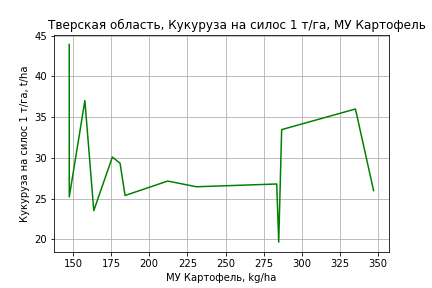 Тверская область, Кукуруза на силос 1 т/га, МУ Картофель
45
40
35
30
25
20
Кукуруза на силос 1 т/га, t/ha
150 175 200 225 250 275 300 325 350
МУ Картофель, kg/ha